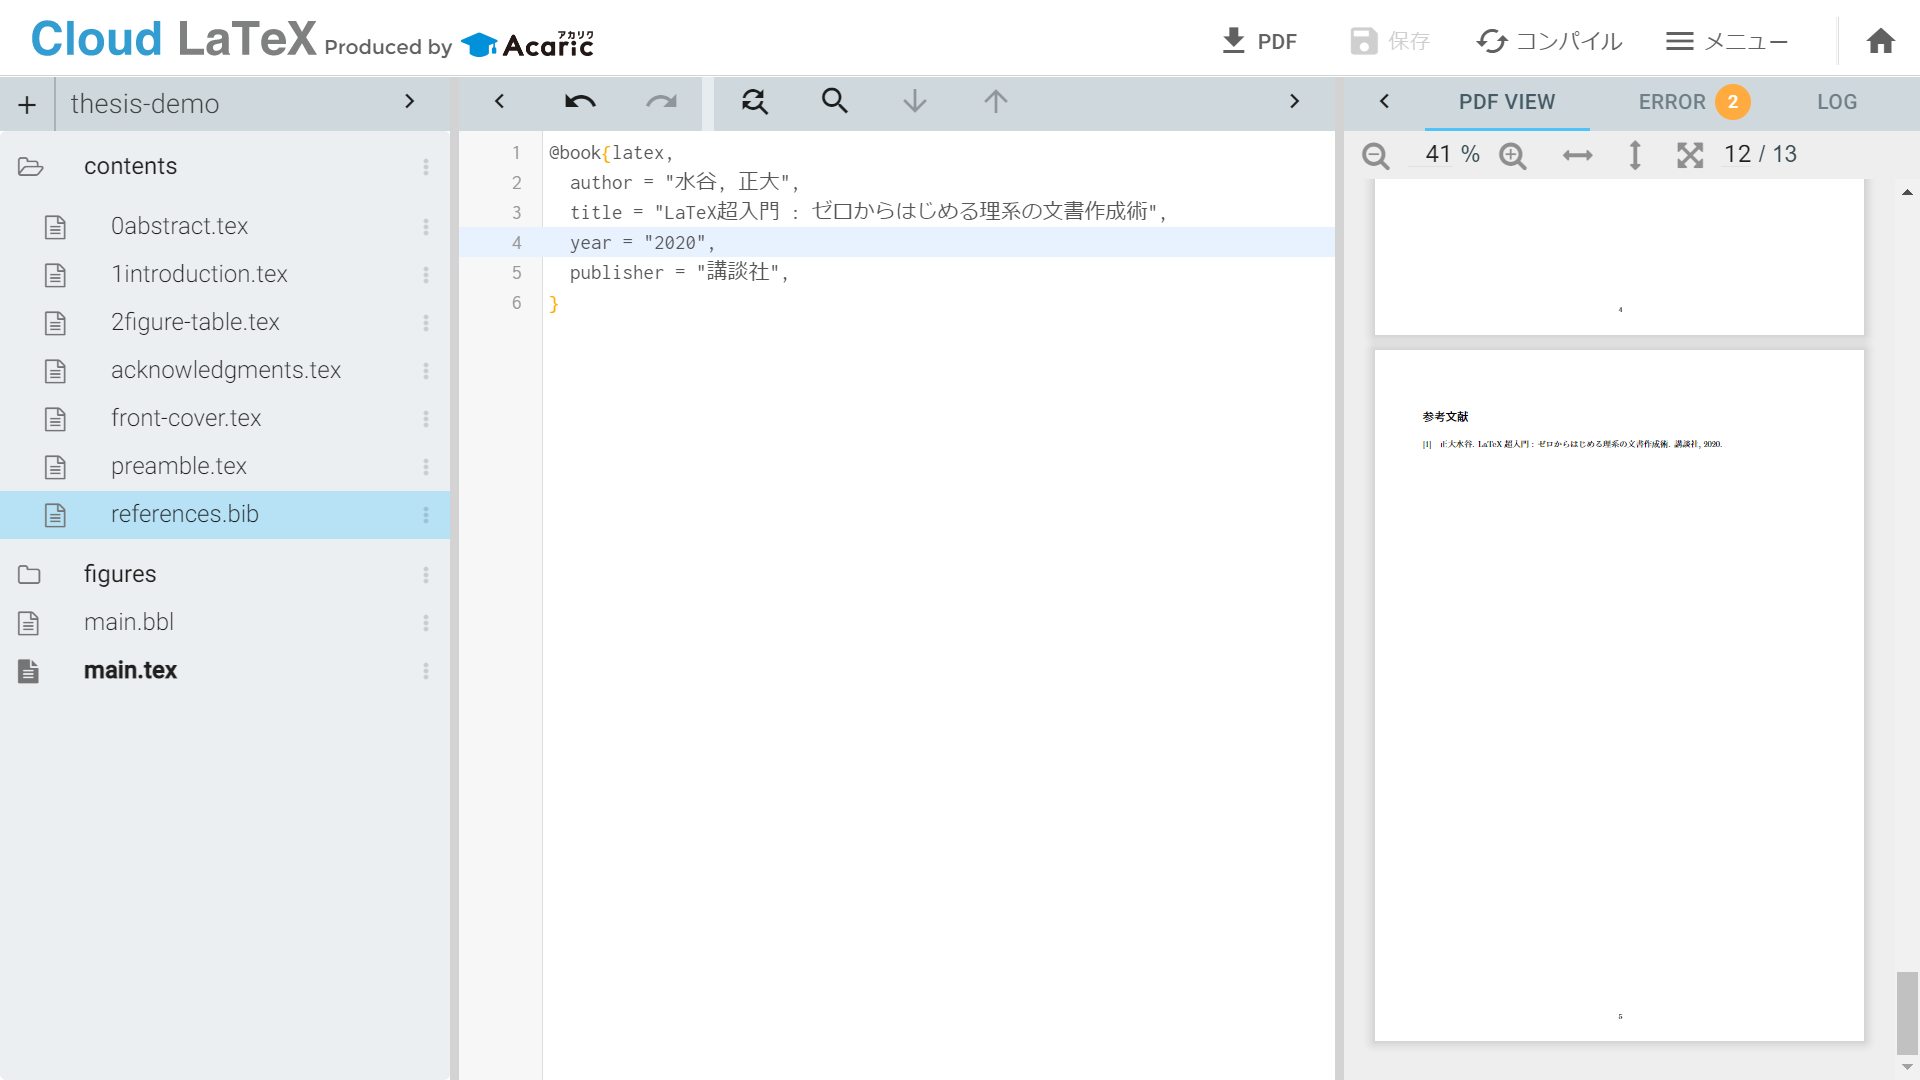 Cloud LaTeX Produced by アカリク Acaric
PDF
保存
コンパイル
メニュー
thesis-demo
contents
0abstract.tex
1introduction.tex
2figure-table.tex
acknowledgments.tex
front-cover.tex
preamble.tex
references.bib
figures
main.bbl
main.tex
1 @book{latex,
2 author = "水谷, 正大",
3 title = "LaTeX超入門 : ゼロからはじめる理系の文書作成術",
4 year = "2020",
5 publisher = "講談社",
6 }
PDF VIEW
ERROR 2
LOG
41 %
12 / 13
4
参考文献
[1] 正大水谷. LaTeX 超入門 : ゼロからはじめる理系の文書作成術. 講談社, 2020.
5